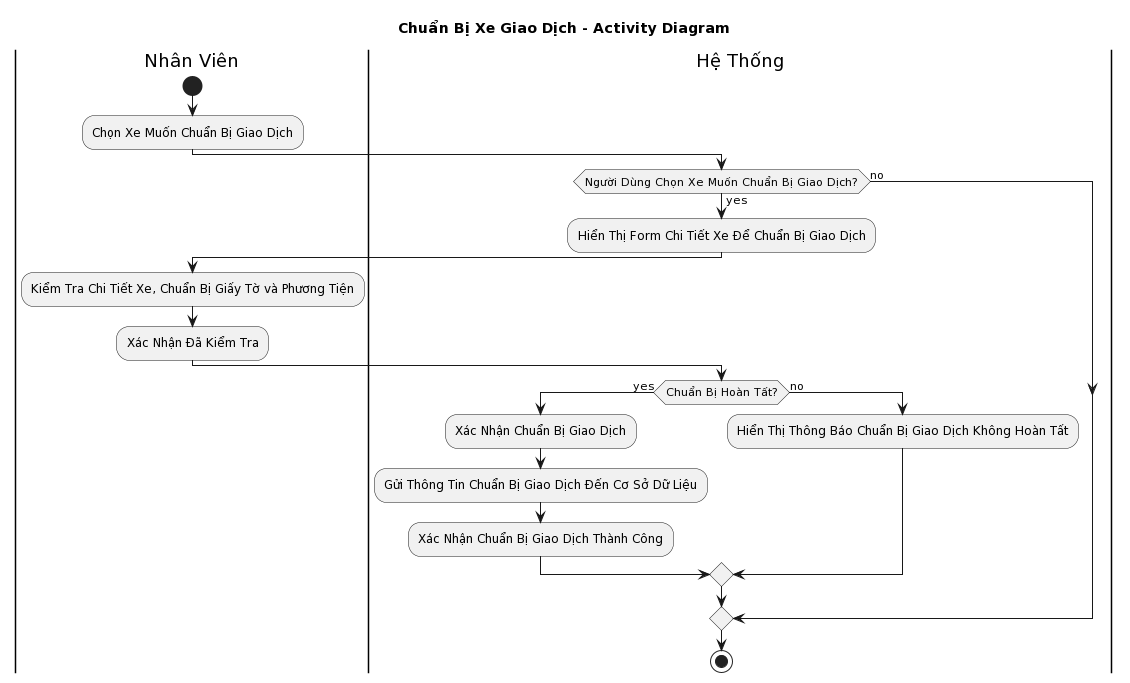 Chuẩn Bị Xe Giao Dịch - Activity Diagram
Nhân Viên
Hệ Thống
Chọn Xe Muốn Chuẩn Bị Giao Dịch
Người Dùng Chọn Xe Muốn Chuẩn Bị Giao Dịch?
no
yes
Hiển Thị Form Chi Tiết Xe Để Chuẩn Bị Giao Dịch
Kiểm Tra Chi Tiết Xe, Chuẩn Bị Giấy Tờ và Phương Tiện
Xác Nhận Đã Kiểm Tra
yes
Chuẩn Bị Hoàn Tất?
no
Xác Nhận Chuẩn Bị Giao Dịch
Hiển Thị Thông Báo Chuẩn Bị Giao Dịch Không Hoàn Tất
Gửi Thông Tin Chuẩn Bị Giao Dịch Đến Cơ Sở Dữ Liệu
Xác Nhận Chuẩn Bị Giao Dịch Thành Công